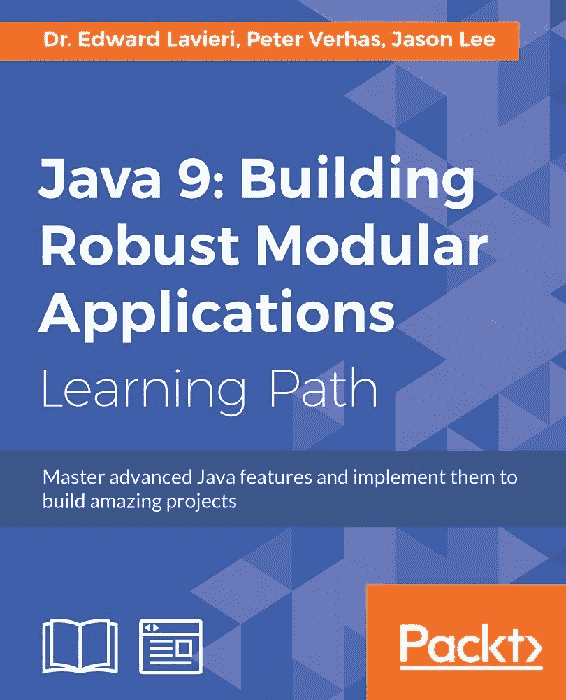 Dr. Edward Lavieri, Peter Verhas, Jason Lee
Java 9: Building
Robust Modular
Applications
Learning Path
Master advanced Java features and implement them to
build amazing projects
Packt>